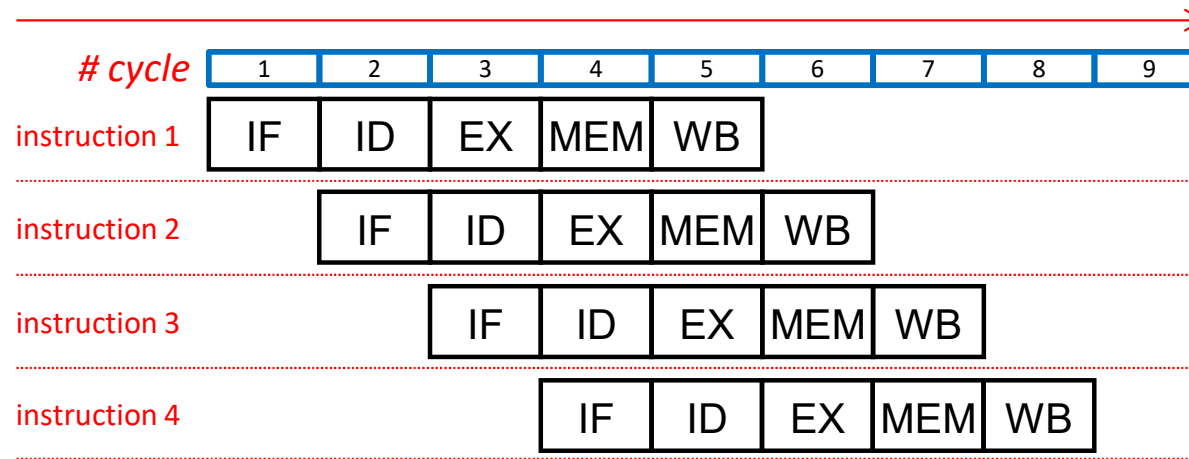 # cycle 1 2 3 4 5 6 7 8 9
instruction 1 IF ID EX MEM WB
instruction 2 IF ID EX MEM WB
instruction 3 IF ID EX MEM WB
instruction 4 IF ID EX MEM WB